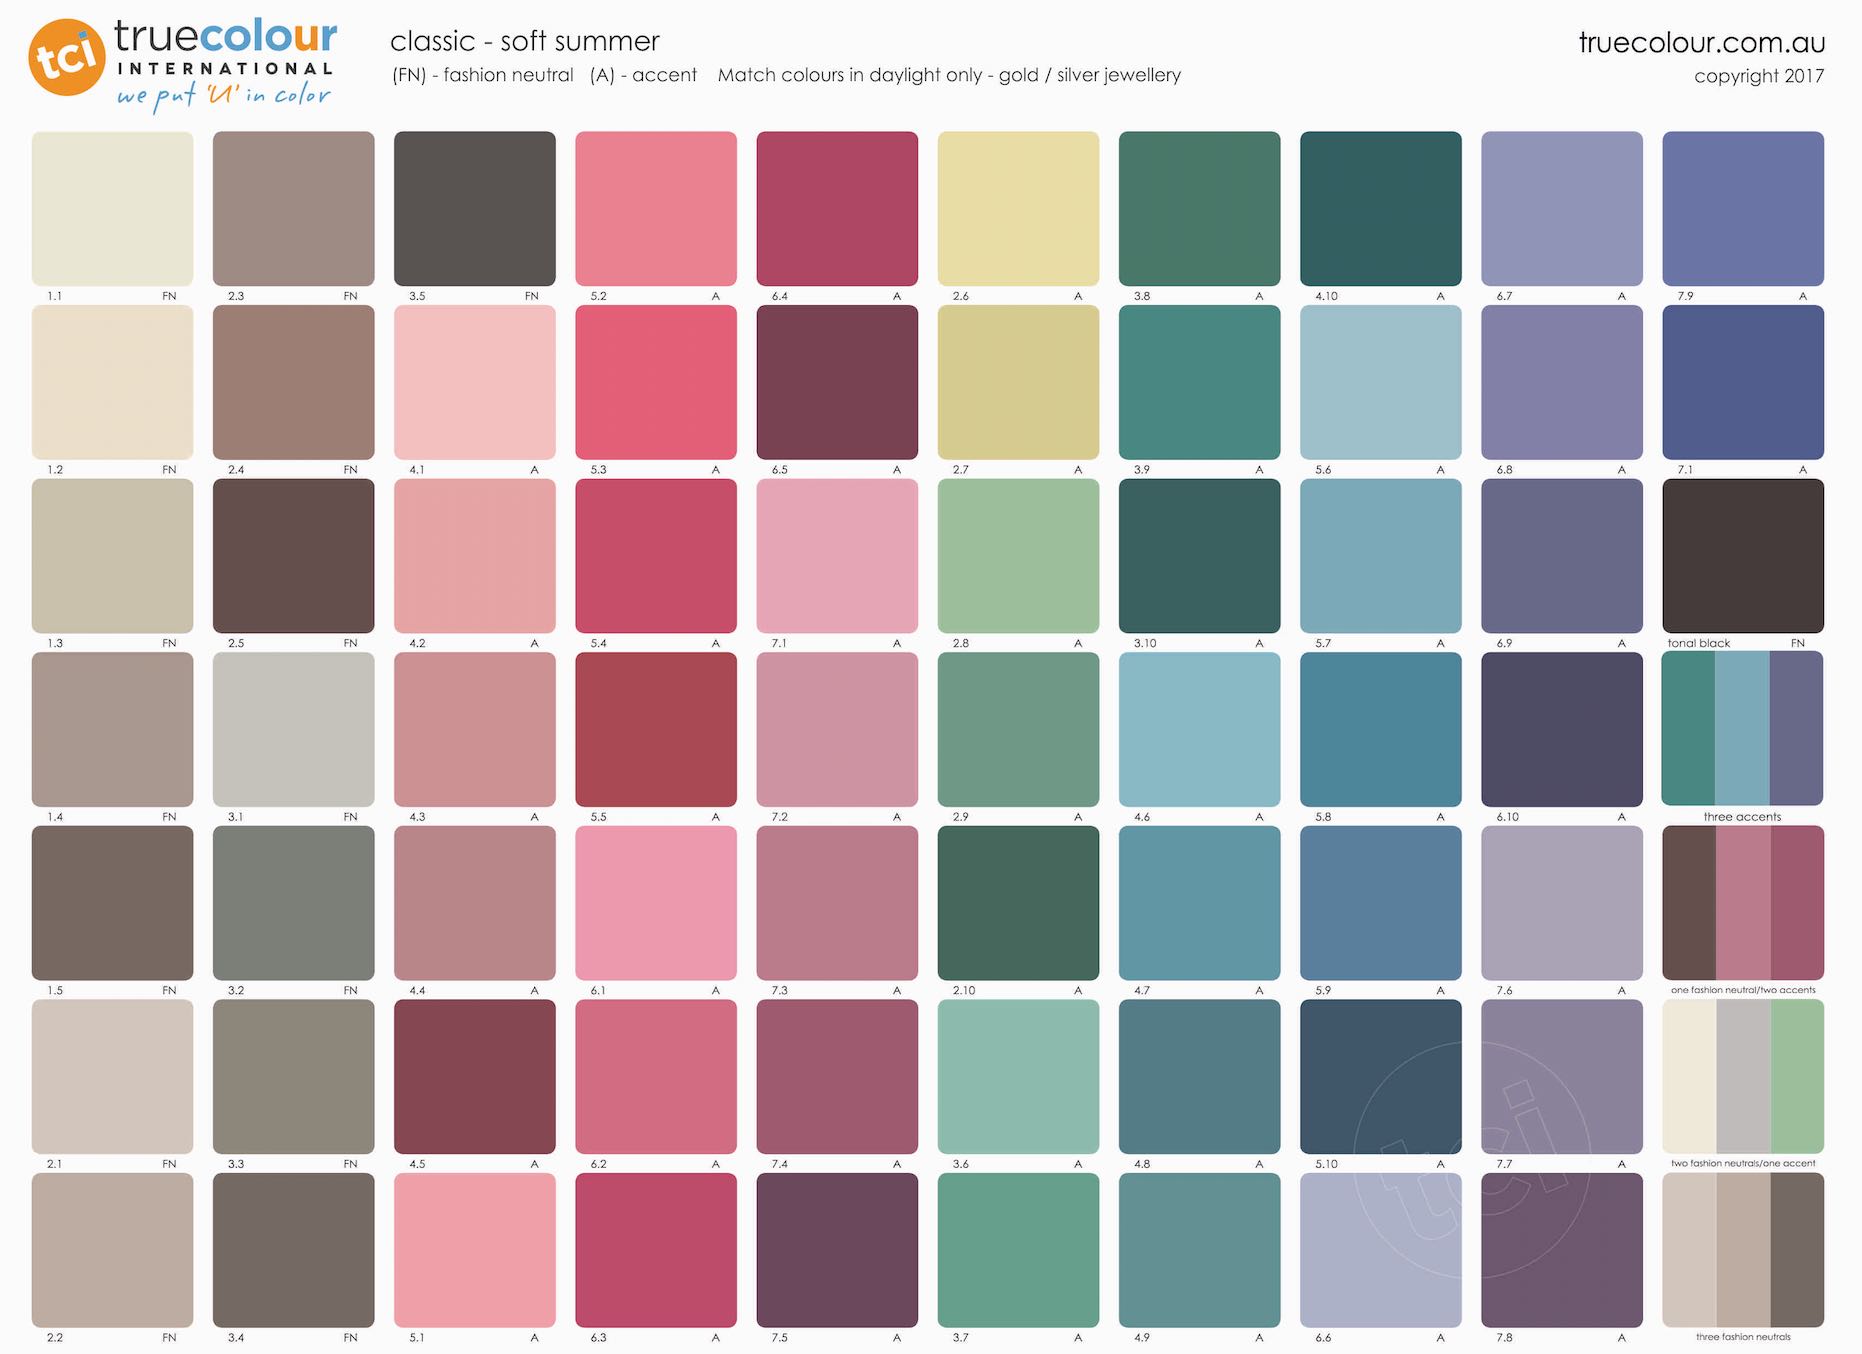 tci truecolour
INTERNATIONAL
we put 'U' in color
classic - soft summer
(FN) - fashion neutral (A) - accent Match colours in daylight only - gold / silver jewellery
truecolour.com.au
copyright 2017
1.1 FN 2.3 FN 3.5 FN 5.2 A 6.4 A 2.6 A 3.8 A 4.10 A 6.7 A 7.9 A
1.2 FN 2.4 FN 4.1 A 5.3 A 6.5 A 2.7 A 3.9 A 5.6 A 6.8 A 7.1 A
1.3 FN 2.5 FN 4.2 A 5.4 A 7.1 A 2.8 A 3.10 A 5.7 A 6.9 A tonal black FN
1.4 FN 3.1 FN 4.3 A 5.5 A 7.2 A 2.9 A 4.6 A 5.8 A 6.10 A three accents
1.5 FN 3.2 FN 4.4 A 6.1 A 7.3 A 2.10 A 4.7 A 5.9 A 7.6 A one fashion neutral/two accents
2.1 FN 3.3 FN 4.5 A 6.2 A 7.4 A 3.6 A 4.8 A 5.10 A 7.7 A two fashion neutrals/one accent
tci
2.2 FN 3.4 FN 5.1 A 6.3 A 7.5 A 3.7 A 4.9 A 6.6 A 7.8 A three fashion neutrals